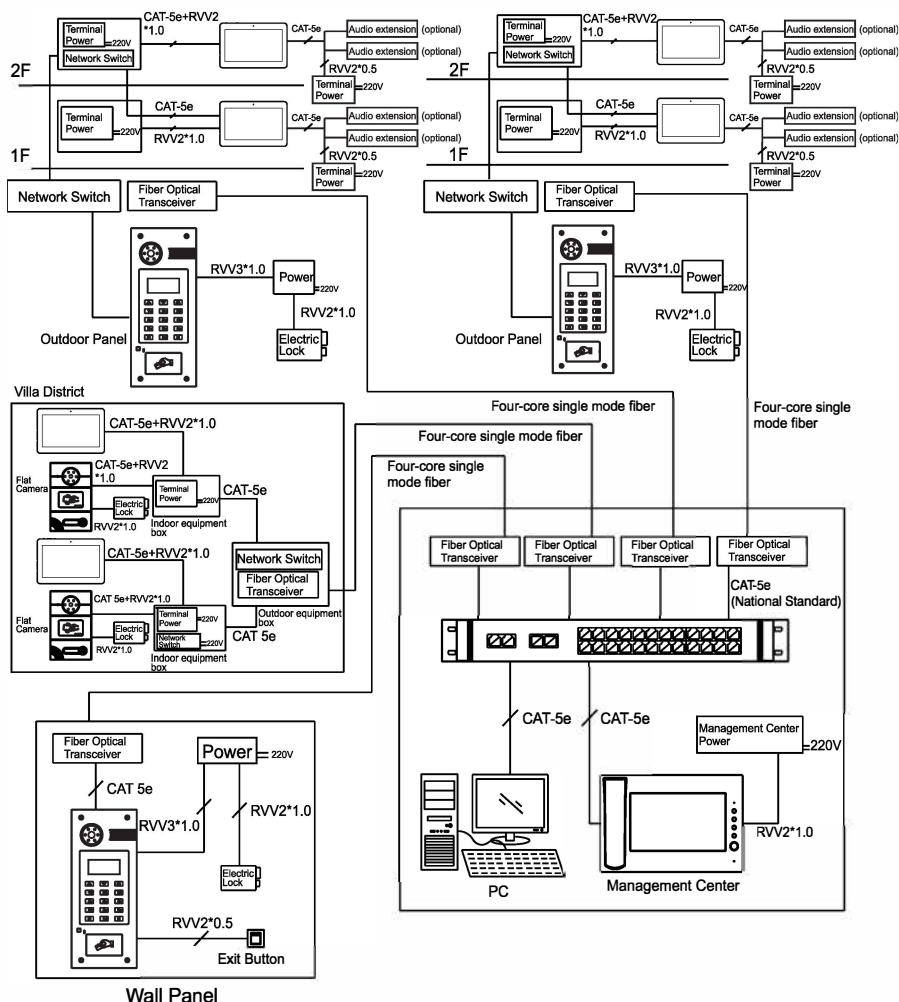 CAT-5e+RVV2
*1.0
Terminal
Power
220V
Network Switch
CAT-5e
Audio extension (optional)
Audio extension (optional)
RVV2*0.5
Terminal
Power
220V
2F
Terminal
Power
220V
CAT-5e
RVV2*1.0
CAT-5e
Audio extension (optional)
Audio extension (optional)
RVV2*0.5
Terminal
Power
220V
1F
Network Switch
Fiber Optical
Transceiver
RVV3*1.0
Power
220V
RVV2*1.0
Electric
Lock
Outdoor Panel
CAT-5e+RVV2
*1.0
Terminal
Power
220V
Network Switch
CAT-5e
Audio extension (optional)
Audio extension (optional)
RVV2*0.5
Terminal
Power
220V
2F
Terminal
Power
220V
CAT-5e
RVV2*1.0
CAT-5e
Audio extension (optional)
Audio extension (optional)
RVV2*0.5
Terminal
Power
220V
1F
Network Switch
Fiber Optical
Transceiver
RVV3*1.0
Power
220V
RVV2*1.0
Electric
Lock
Outdoor Panel
Villa District
CAT-5e+RVV2*1.0
CAT-5e+RVV2
*1.0
Flat
Camera
Electric
Lock
RVV2*1.0
Terminal
Power
220V
Indoor equipment
box
CAT-5e
CAT-5e+RVV2*1.0
CAT 5e+RVV2*1.0
Flat
Camera
Electric
Lock
RVV2*1.0
Terminal
Power
220V
Network
Switch
220V
Indoor equipment
box
CAT 5e
Network Switch
Fiber Optical
Transceiver
Outdoor equipment
box
Four-core single mode fiber
Four-core single mode fiber
Four-core single
mode fiber
Four-core single
mode fiber
Fiber Optical
Transceiver
Fiber Optical
Transceiver
Fiber Optical
Transceiver
Fiber Optical
Transceiver
CAT-5e
(National Standard)
CAT-5e
CAT-5e
Management Center
Power
220V
RVV2*1.0
PC
Management Center
Fiber Optical
Transceiver
Power
220V
CAT 5e
RVV3*1.0
RVV2*1.0
Electric
Lock
RVV2*0.5
Exit Button
Wall Panel